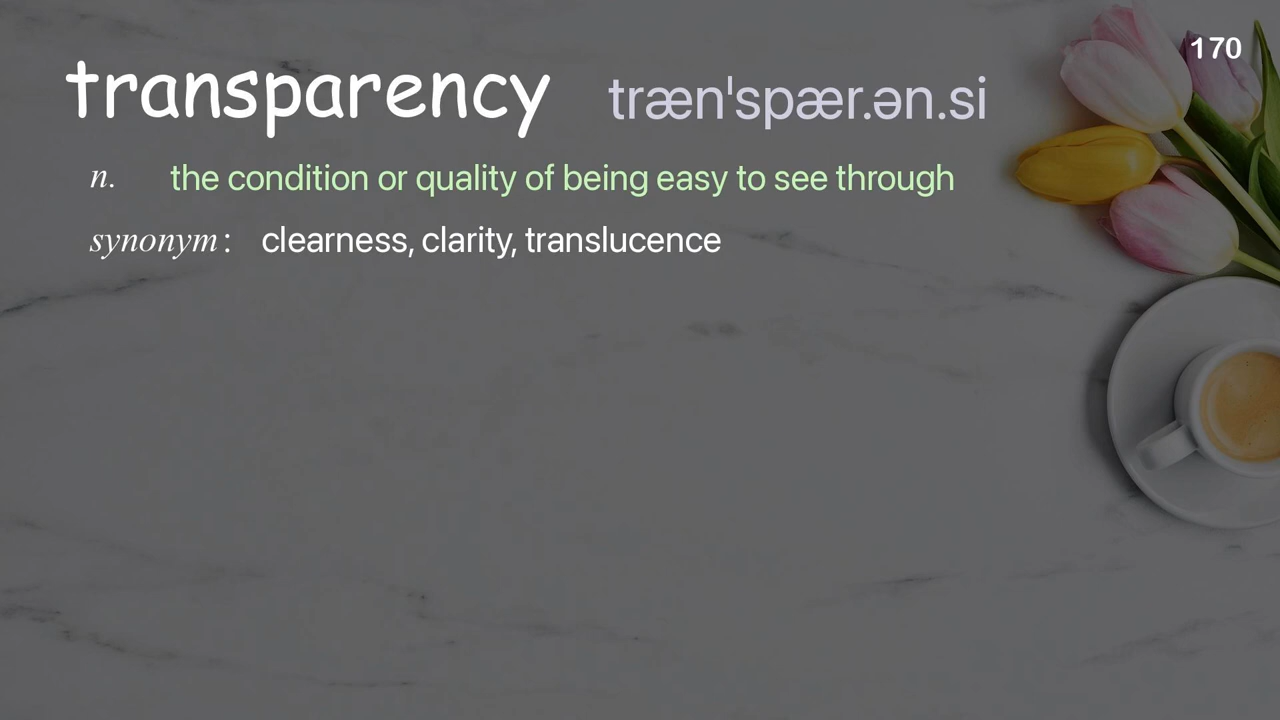 170
transparency træn'spær.ən.si
n. the condition or quality of being easy to see through
synonym: clearness, clarity, translucence